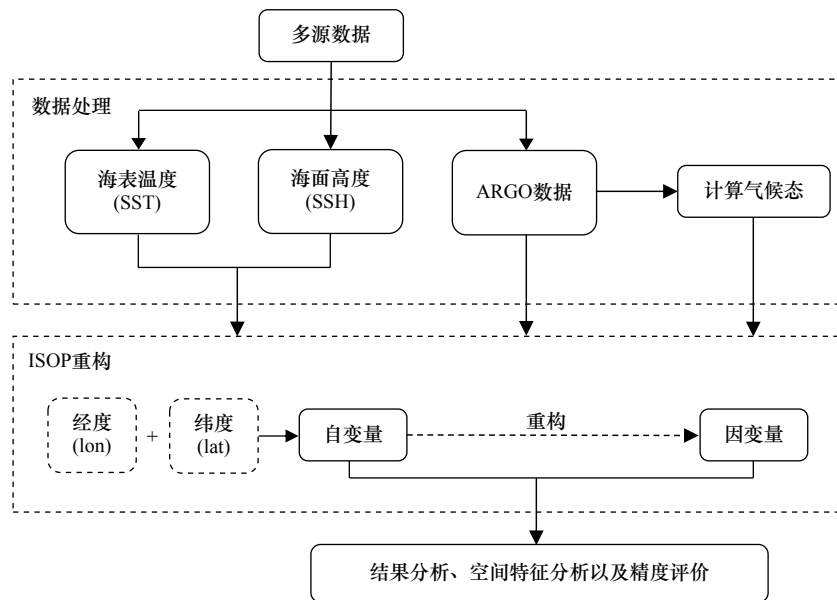 多源数据
数据处理
海表温度
(SST)
海面高度
(SSH)
ARGO数据
计算气候态
ISOP重构
经度
(lon)
+
纬度
(lat)
自变量
重构
因变量
结果分析、空间特征分析以及精度评价